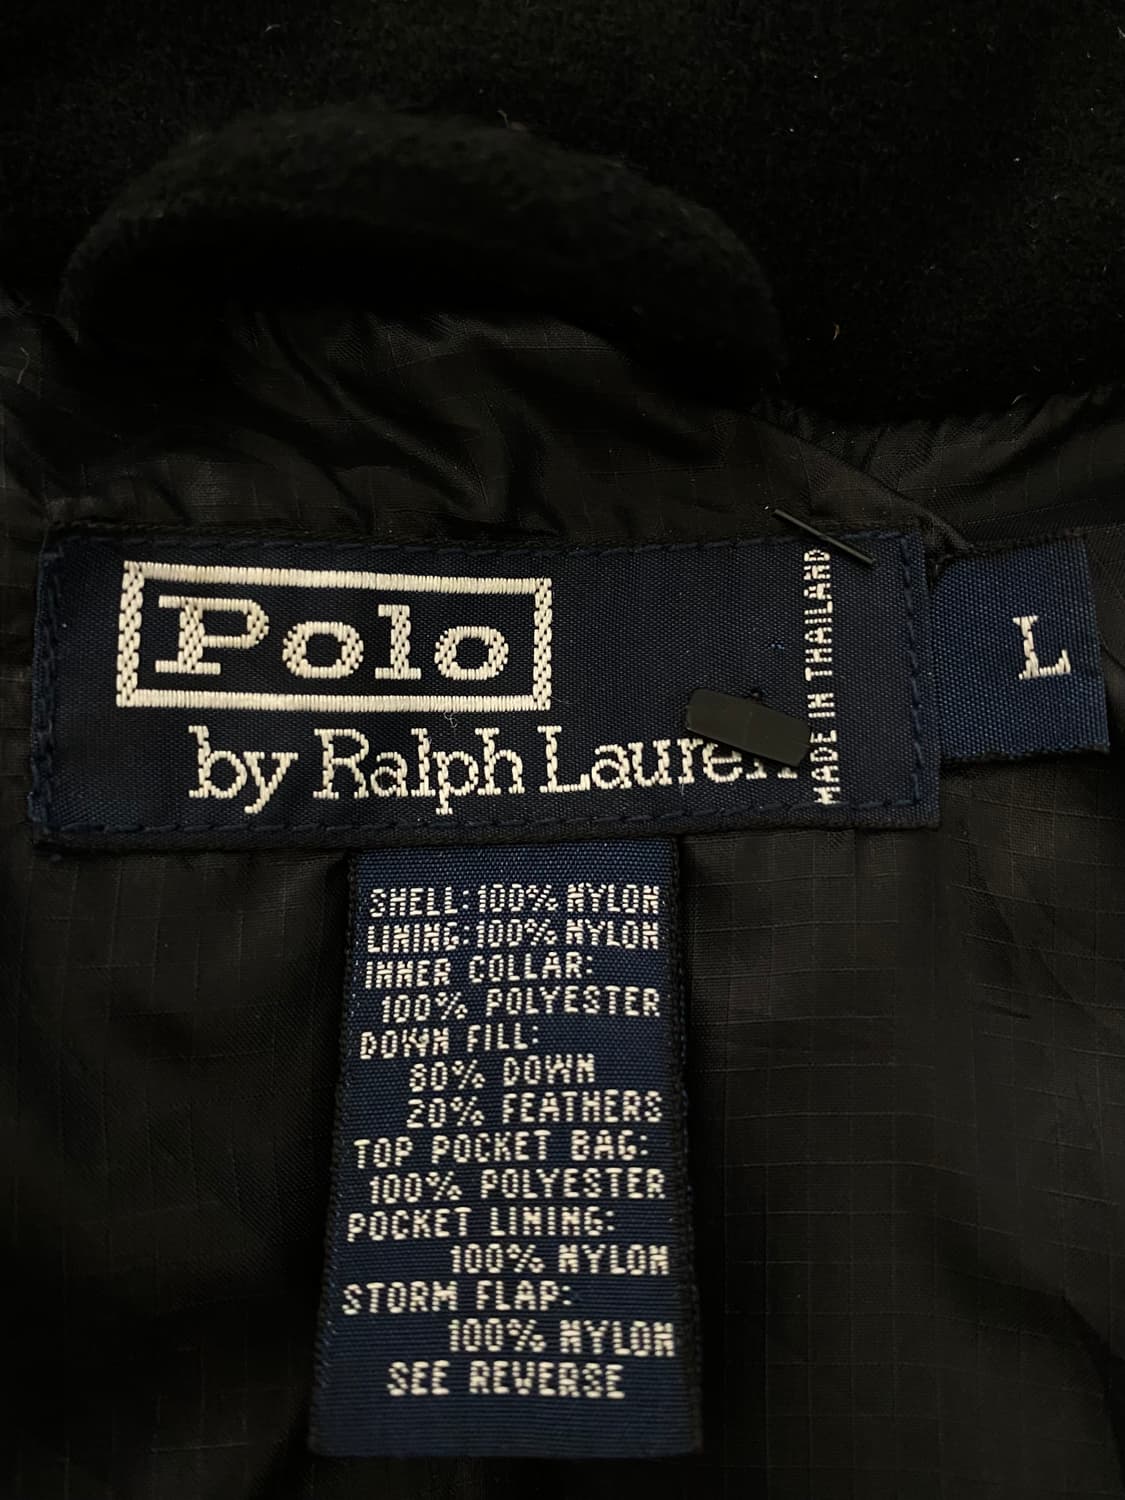 Polo
by Ralph Lauren
MADE IN THAILAND
L
SHELL: 100% NYLON
LINING: 100% NYLON
INNER COLLAR:
100% POLYESTER
DOWN FILL:
80% DOWN
20% FEATHERS
TOP POCKET BAG:
100% POLYESTER
POCKET LINING:
100% NYLON
STORM FLAP:
100% NYLON
SEE REVERSE